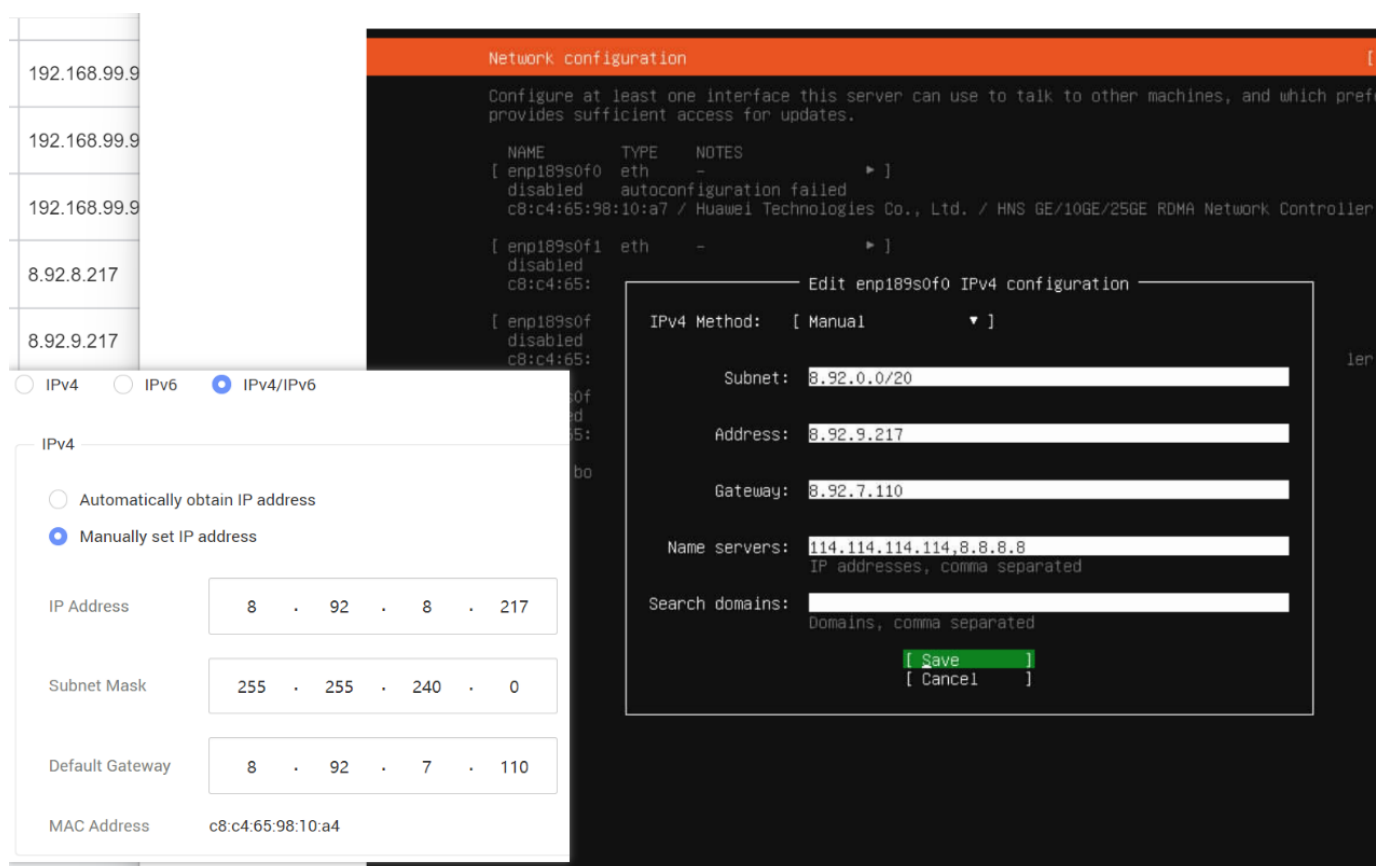 192.168.99.9
192.168.99.9
192.168.99.9
8.92.8.217
8.92.9.217
Network configuration [
Configure at least one interface this server can use to talk to other machines, and which pref
provides sufficient access for updates.
NAME TYPE NOTES
[ enp189s0f0 eth - ▸ ]
disabled autoconfiguration failed
c8:c4:65:98:10:a7 / Huawei Technologies Co., Ltd. / HNS GE/10GE/25GE RDMA Network Controller
[ enp189s0f1 eth - ▸ ]
disabled
c8:c4:65:
[ enp189s0f
disabled
c8:c4:65: ler
s0f
ed
65:
bo
Edit enp189s0f0 IPv4 configuration
IPv4 Method: [ Manual ▾ ]
Subnet: 8.92.0.0/20
Address: 8.92.9.217
Gateway: 8.92.7.110
Name servers: 114.114.114.114,8.8.8.8
IP addresses, comma separated
Search domains:
Domains, comma separated
[ Save ]
[ Cancel ]
IPv4 IPv6 IPv4/IPv6
IPv4
Automatically obtain IP address
Manually set IP address
IP Address 8 . 92 . 8 . 217
Subnet Mask 255 . 255 . 240 . 0
Default Gateway 8 . 92 . 7 . 110
MAC Address c8:c4:65:98:10:a4